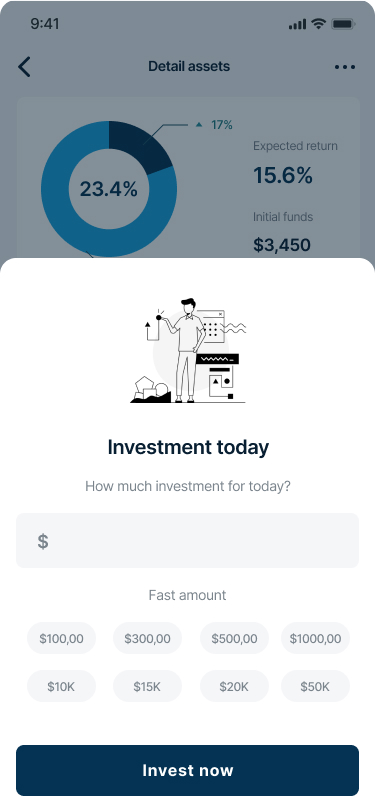 9:41
Detail assets
17%
Expected return
23.4%
15.6%
Initial funds
$3,450
Investment today
How much investment for today?
$
Fast amount
$100,00 $300,00 $500,00 $1000,00
$10K $15K $20K $50K
Invest now